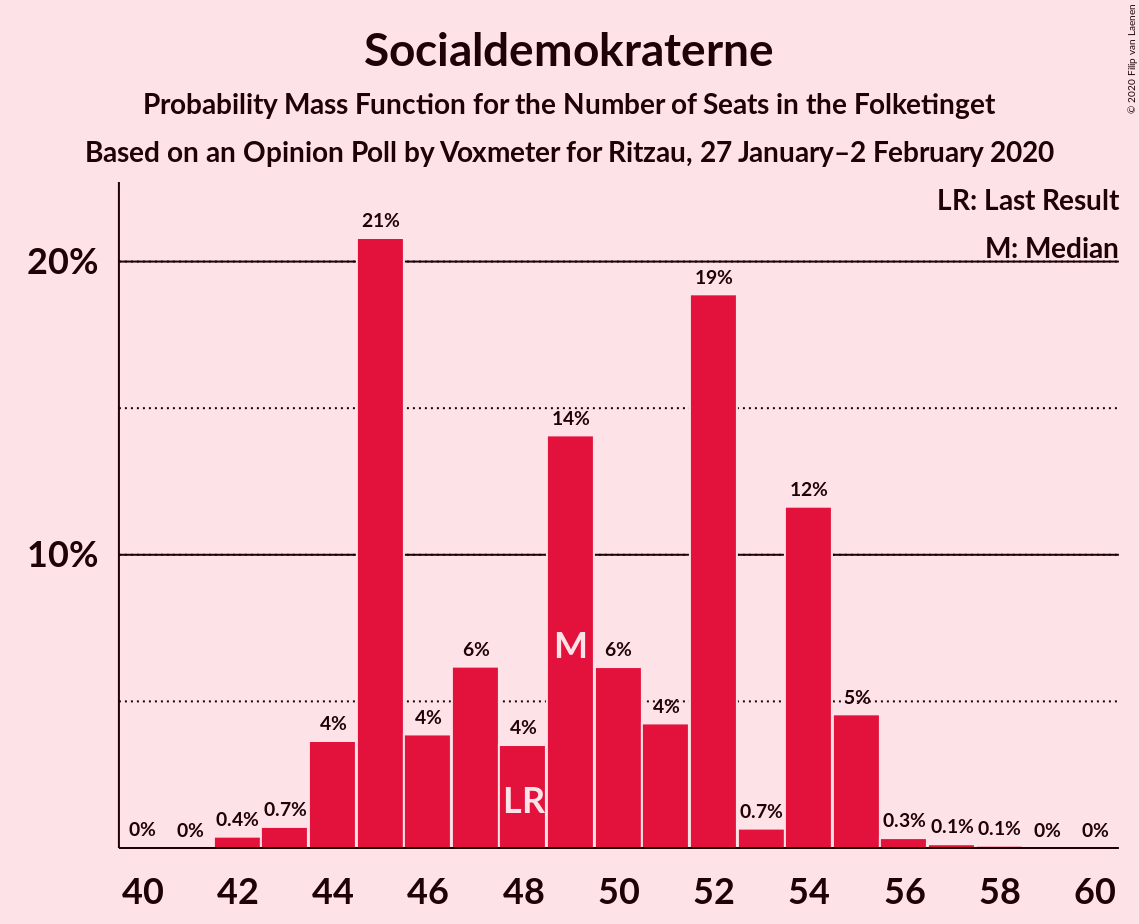 Socialdemokraterne
Probability Mass Function for the Number of Seats in the Folketinget
Based on an Opinion Poll by Voxmeter for Ritzau, 27 January–2 February 2020
© 2020 Filip van Laenen
LR: Last Result
M: Median
20%
10%
0%
0%
0.4%
0.7%
4%
21%
4%
6%
4%
14%
6%
4%
19%
0.7%
12%
5%
0.3%
0.1%
0.1%
0%
0%
M
LR
40 42 44 46 48 50 52 54 56 58 60